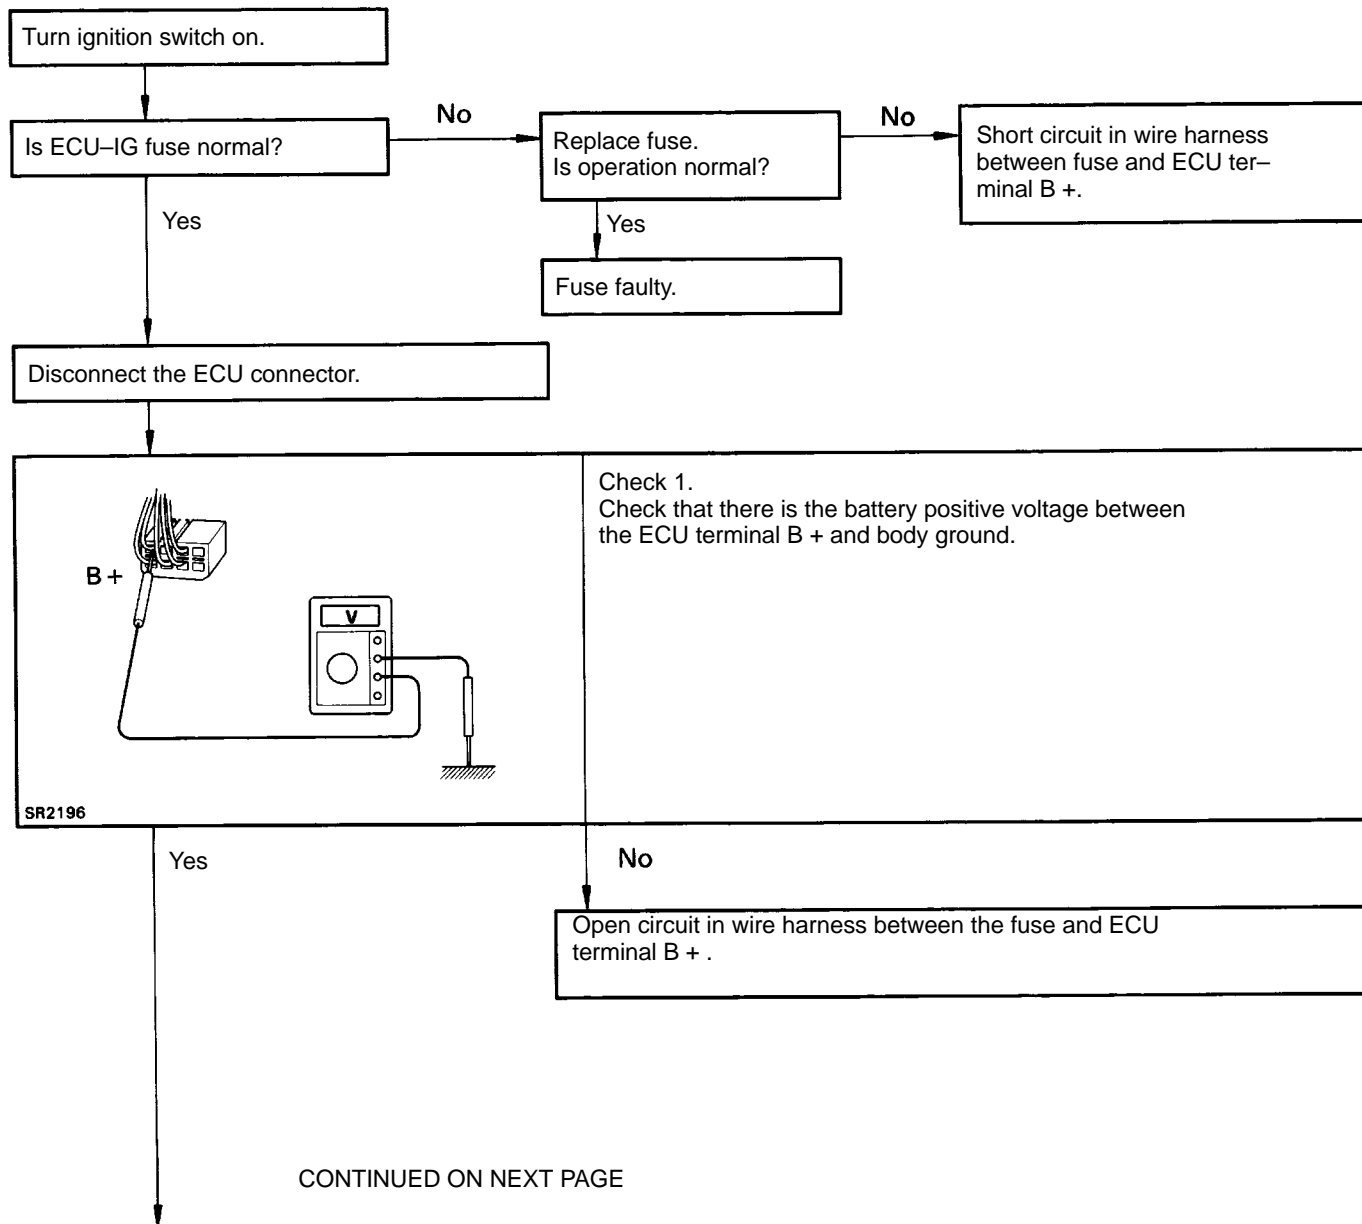 Turn ignition switch on.
Is ECU–IG fuse normal?
No
Replace fuse.
Is operation normal?
No
Short circuit in wire harness
between fuse and ECU ter–
minal B +.
Yes
Yes
Fuse faulty.
Disconnect the ECU connector.
Check 1.
Check that there is the battery positive voltage between
the ECU terminal B + and body ground.
B +
V
SR2196
Yes
No
Open circuit in wire harness between the fuse and ECU
terminal B + .
CONTINUED ON NEXT PAGE